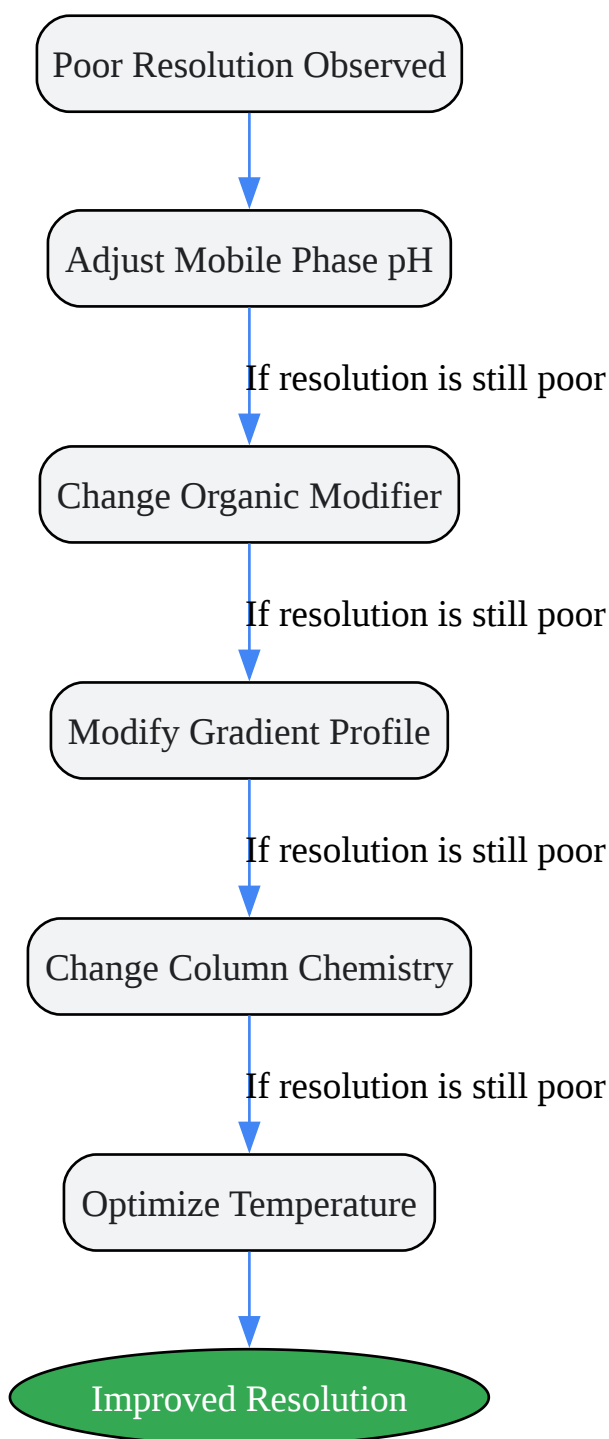 Poor Resolution Observed
Adjust Mobile Phase pH
If resolution is still poor
Change Organic Modifier
If resolution is still poor
Modify Gradient Profile
If resolution is still poor
Change Column Chemistry
If resolution is still poor
Optimize Temperature
Improved Resolution